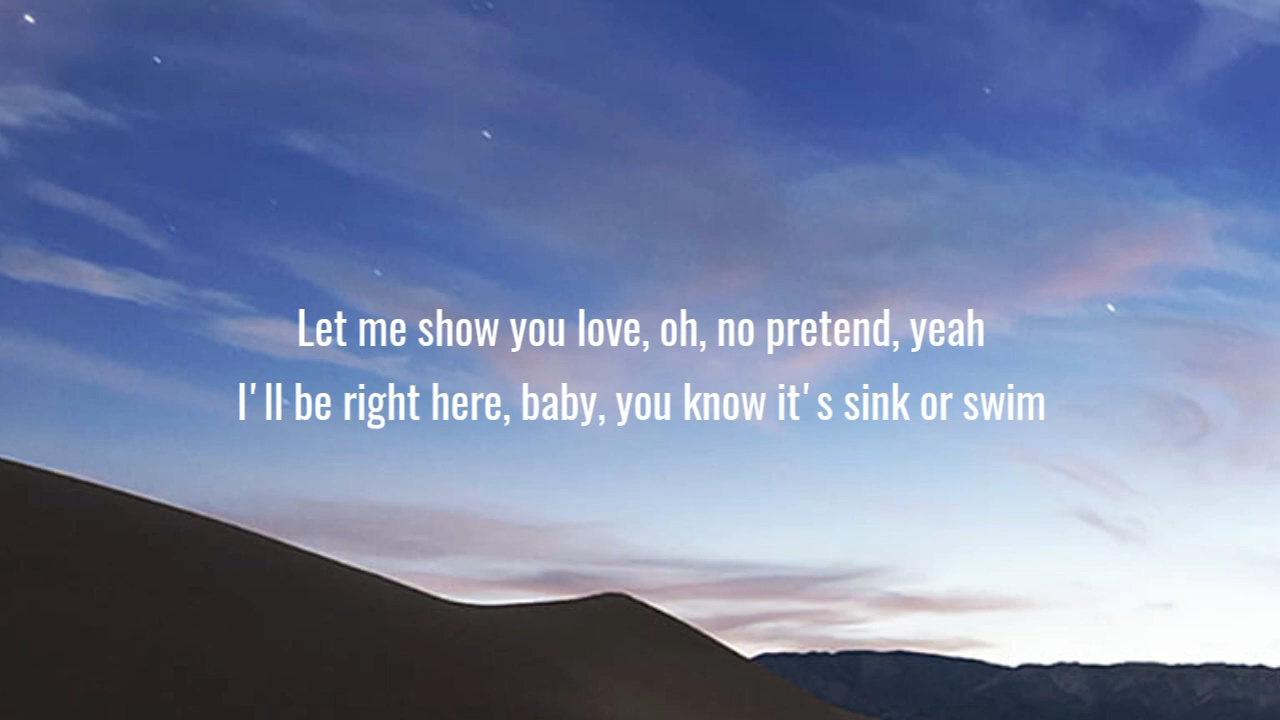 Let me show you love, oh, no pretend, yeah
I'll be right here, baby, you know it's sink or swim